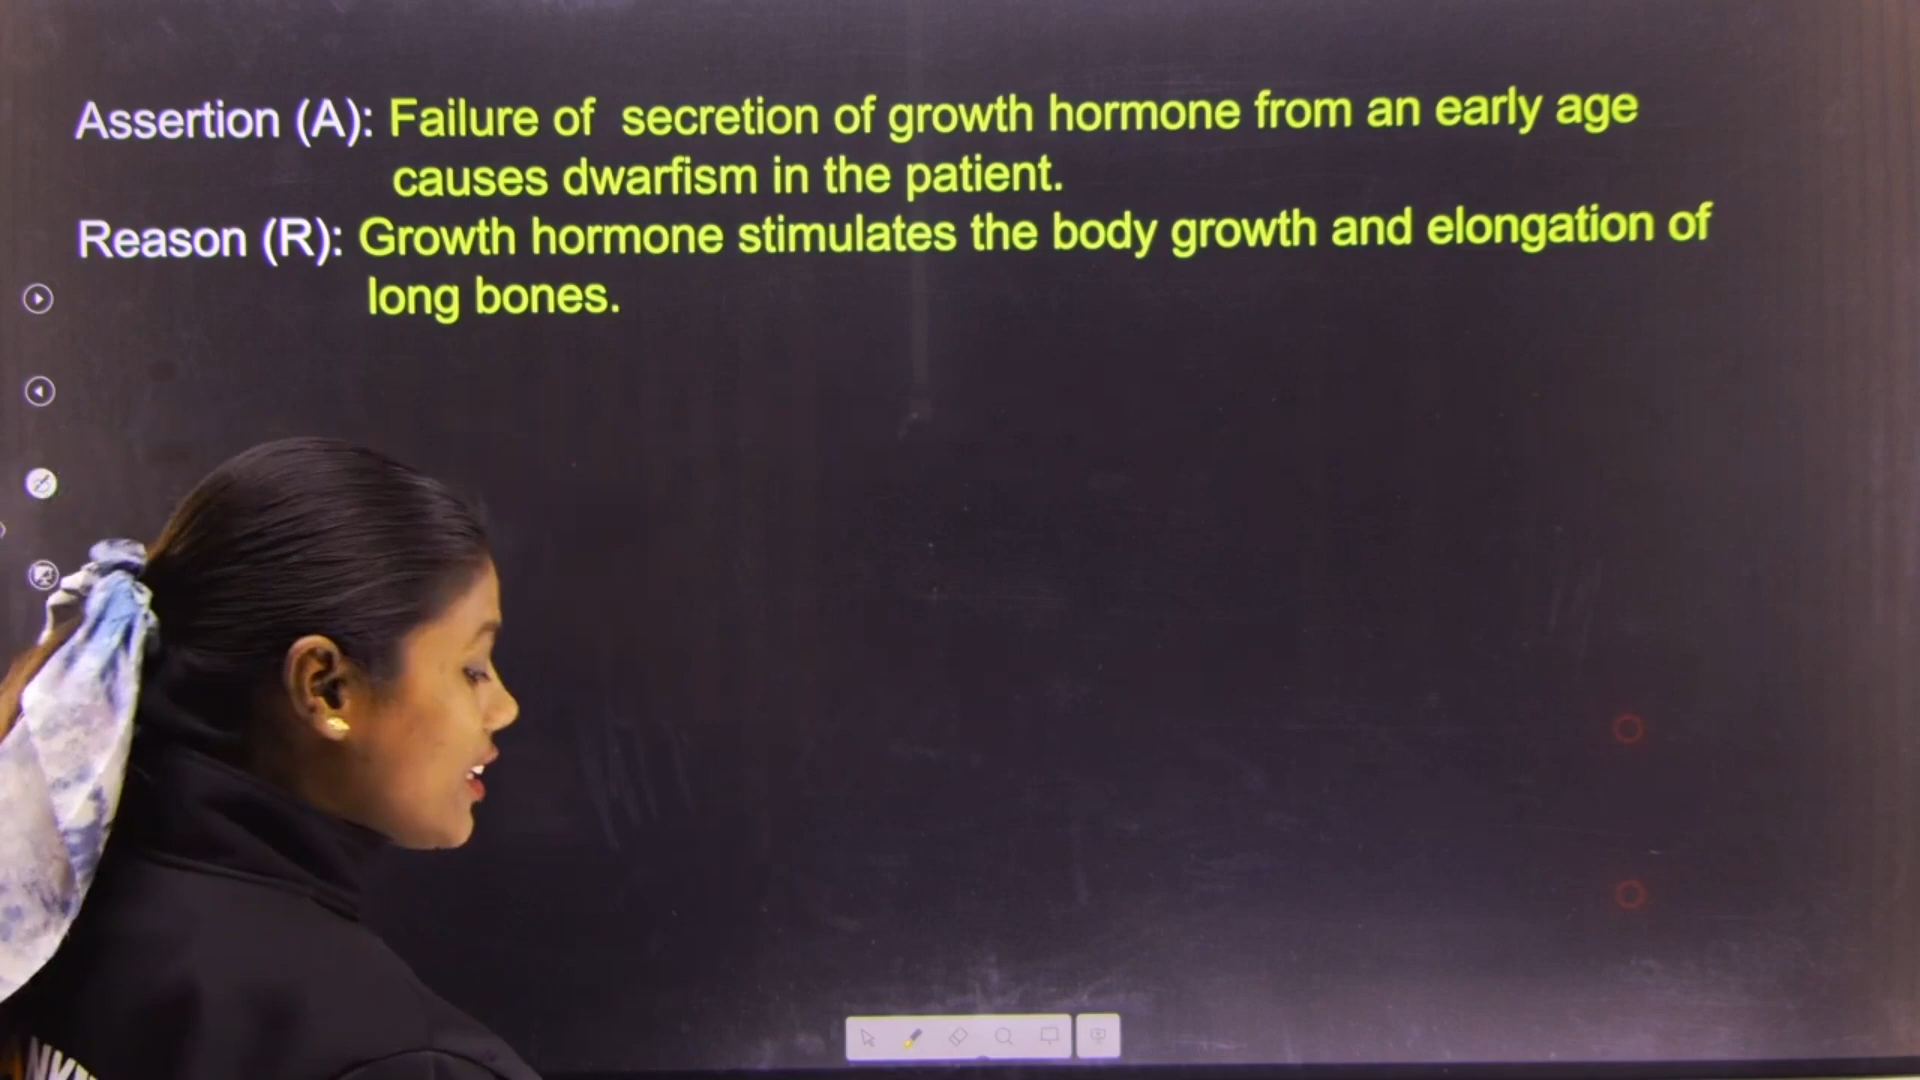 Assertion (A): Failure of secretion of growth hormone from an early age
causes dwarfism in the patient.
Reason (R): Growth hormone stimulates the body growth and elongation of
long bones.